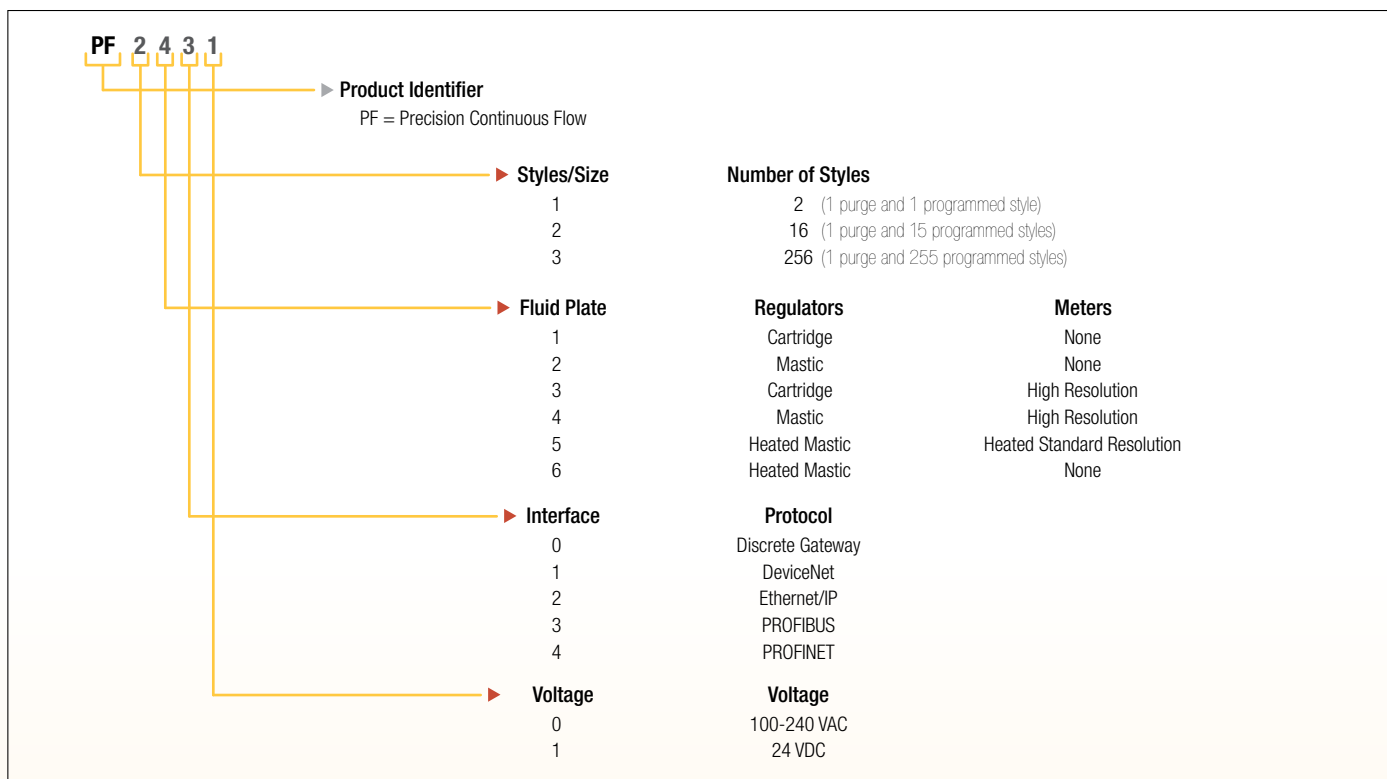 PF 2 4 3 1
Product Identifier
PF = Precision Continuous Flow
Styles/Size Number of Styles
1 2 (1 purge and 1 programmed style)
2 16 (1 purge and 15 programmed styles)
3 256 (1 purge and 255 programmed styles)
Fluid Plate Regulators Meters
1 Cartridge None
2 Mastic None
3 Cartridge High Resolution
4 Mastic High Resolution
5 Heated Mastic Heated Standard Resolution
6 Heated Mastic None
Interface Protocol
0 Discrete Gateway
1 DeviceNet
2 Ethernet/IP
3 PROFIBUS
4 PROFINET
Voltage Voltage
0 100-240 VAC
1 24 VDC